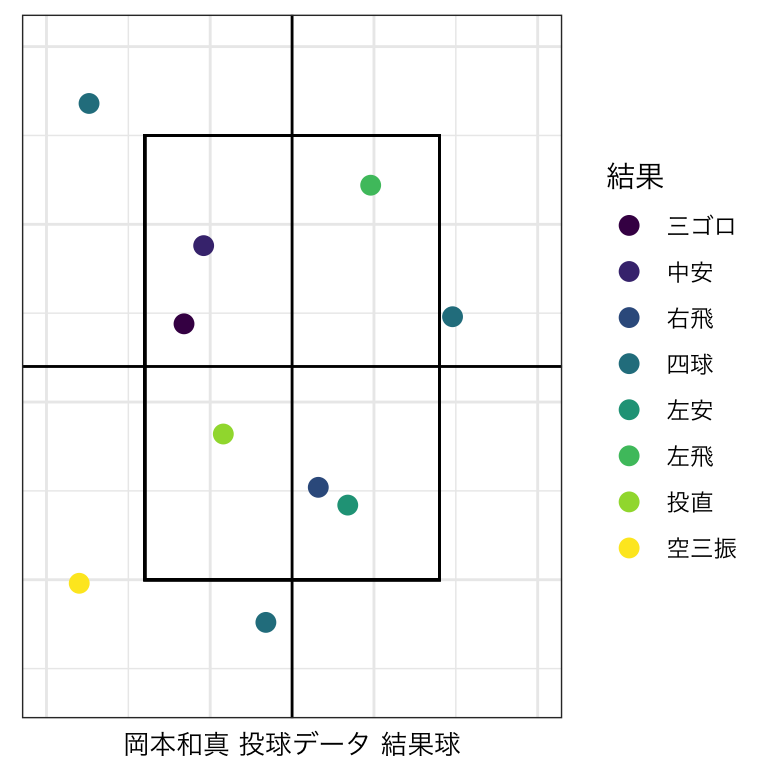 結果
三ゴロ
中安
右飛
四球
左安
左飛
投直
空三振
岡本和真 投球データ 結果球